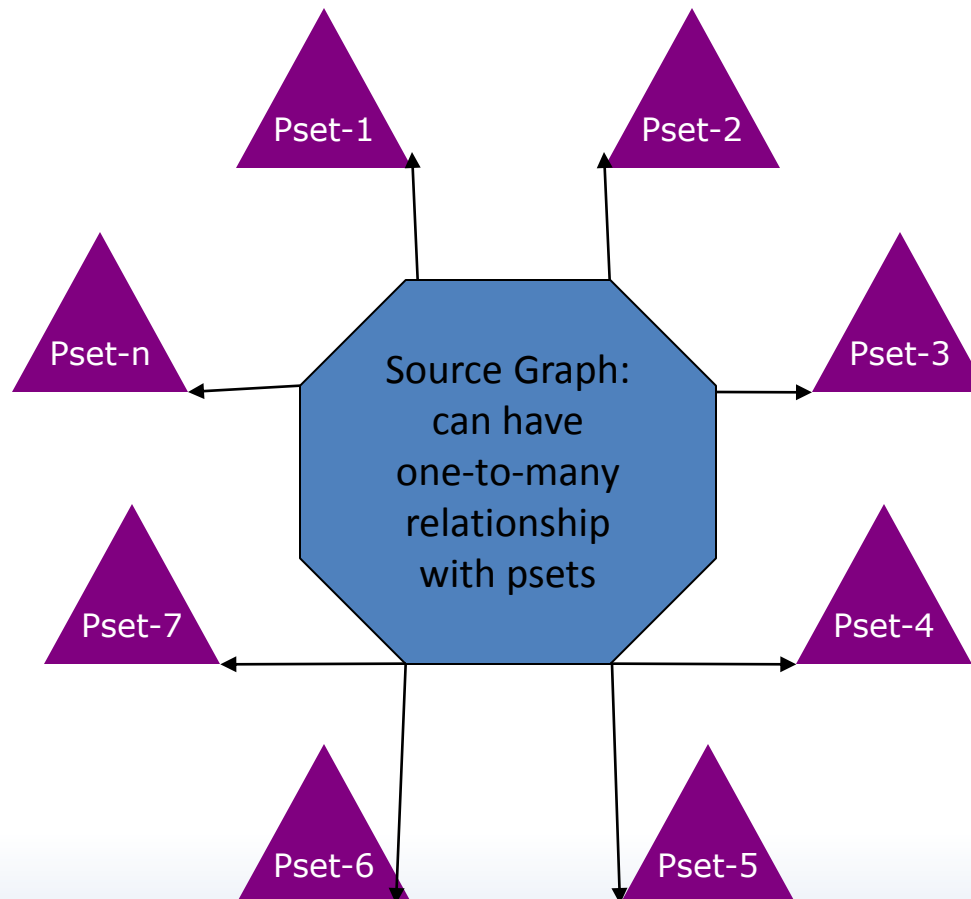 Pset-1
Pset-2
Pset-n
Pset-3
Source Graph:
can have
one-to-many
relationship
with psets
Pset-7
Pset-4
Pset-6
Pset-5